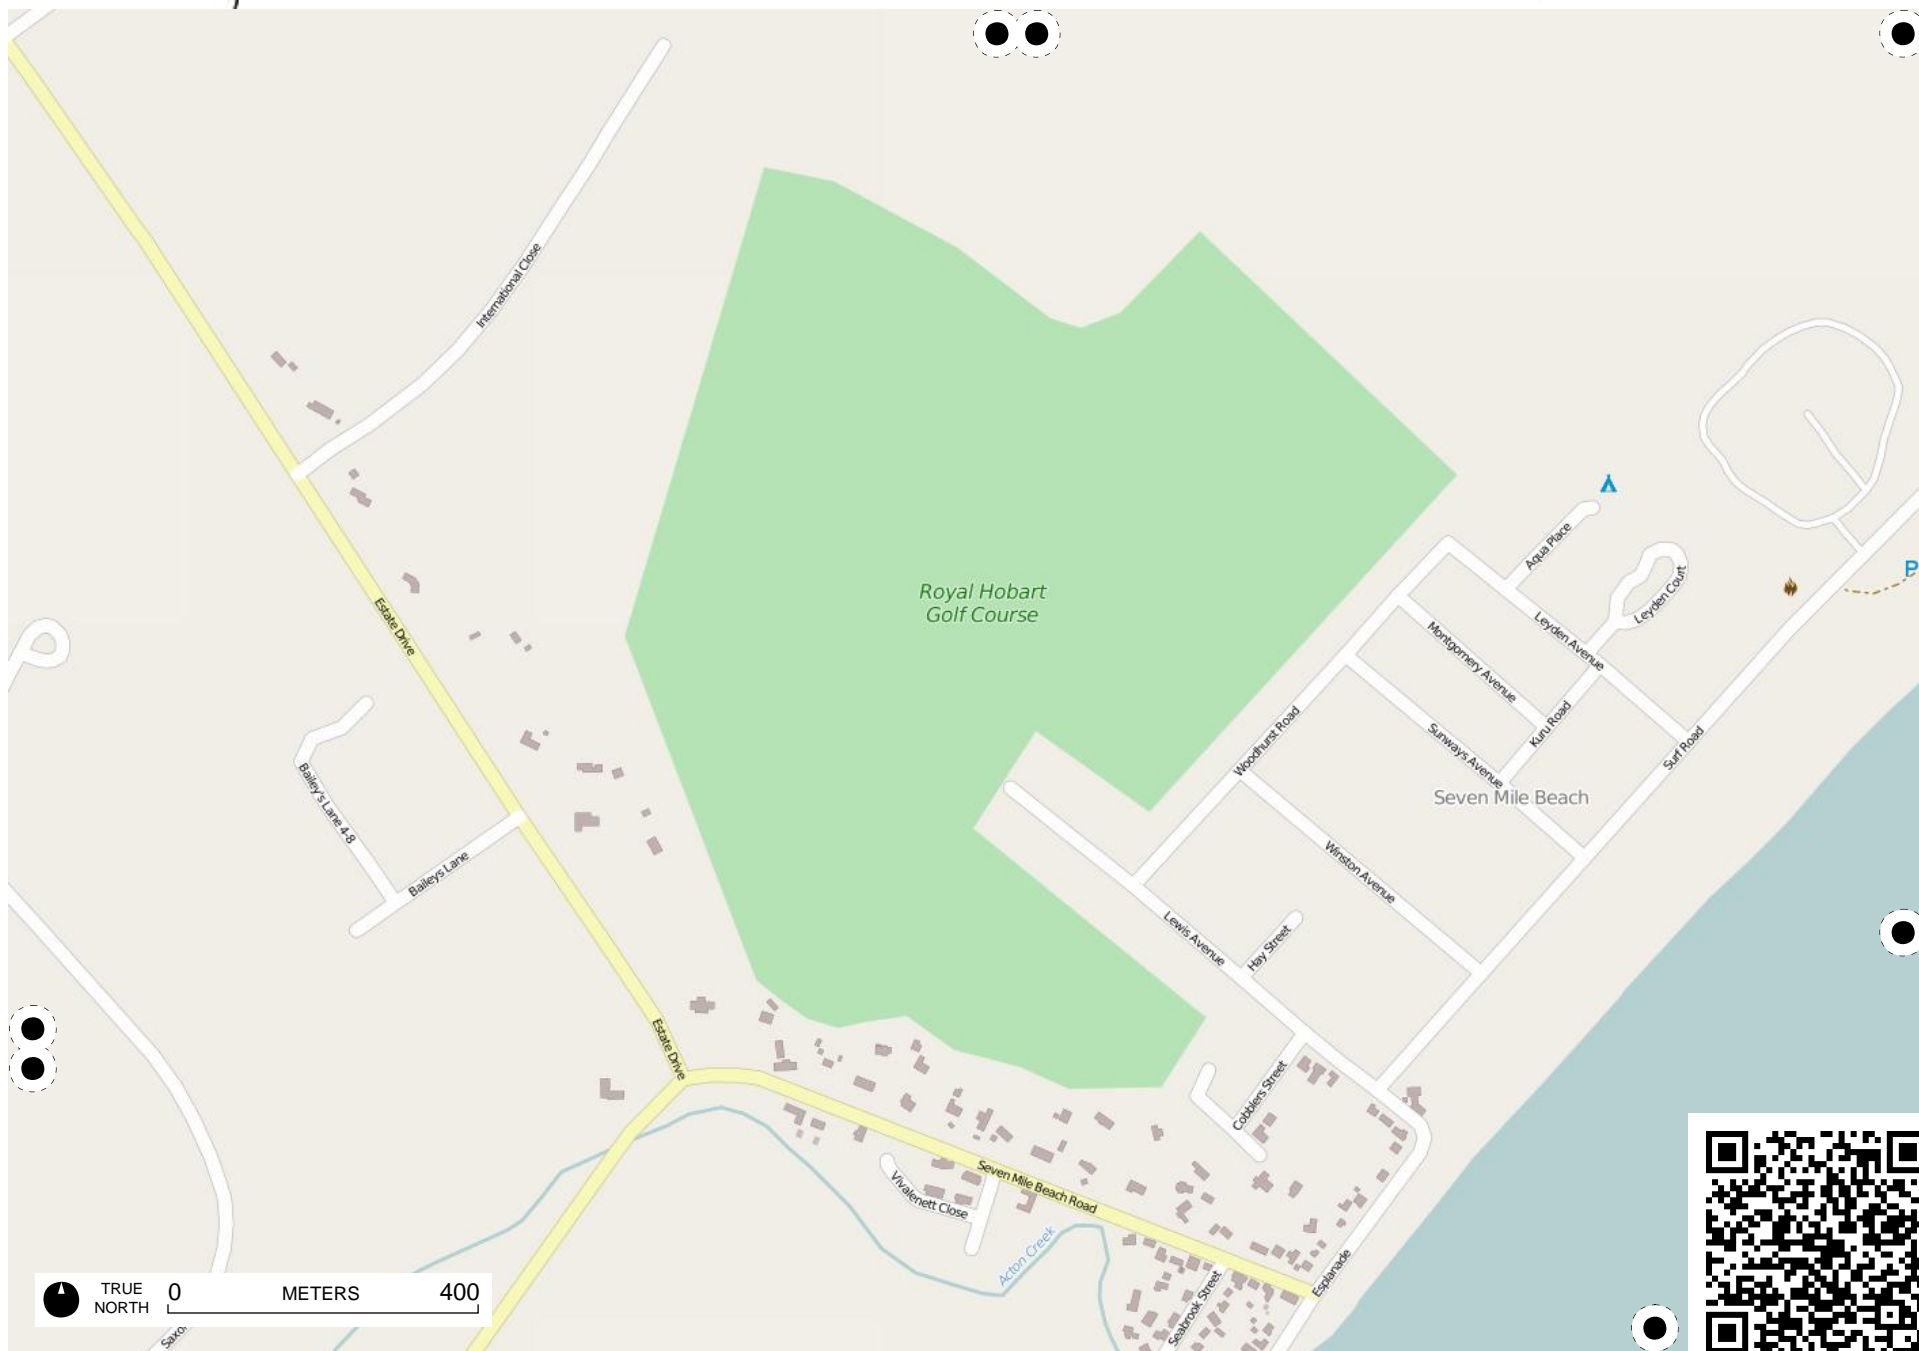 International Close
Estate Drive
Royal Hobart
Golf Course
Aqua Place
Leyden Court
P
Leyden Avenue
Montgomery Avenue
Kuru Road
Sunways Avenue
Surf Road
Woodhurst Road
Seven Mile Beach
Bailey's Lane 4-8
Baileys Lane
Winston Avenue
Lewis Avenue
Hay Street
Estate Drive
Cobblers Street
Seven Mile Beach Road
Vivalenett Close
Acton Creek
Esplanade
Seabrook Street
TRUE
NORTH
0 METERS 400